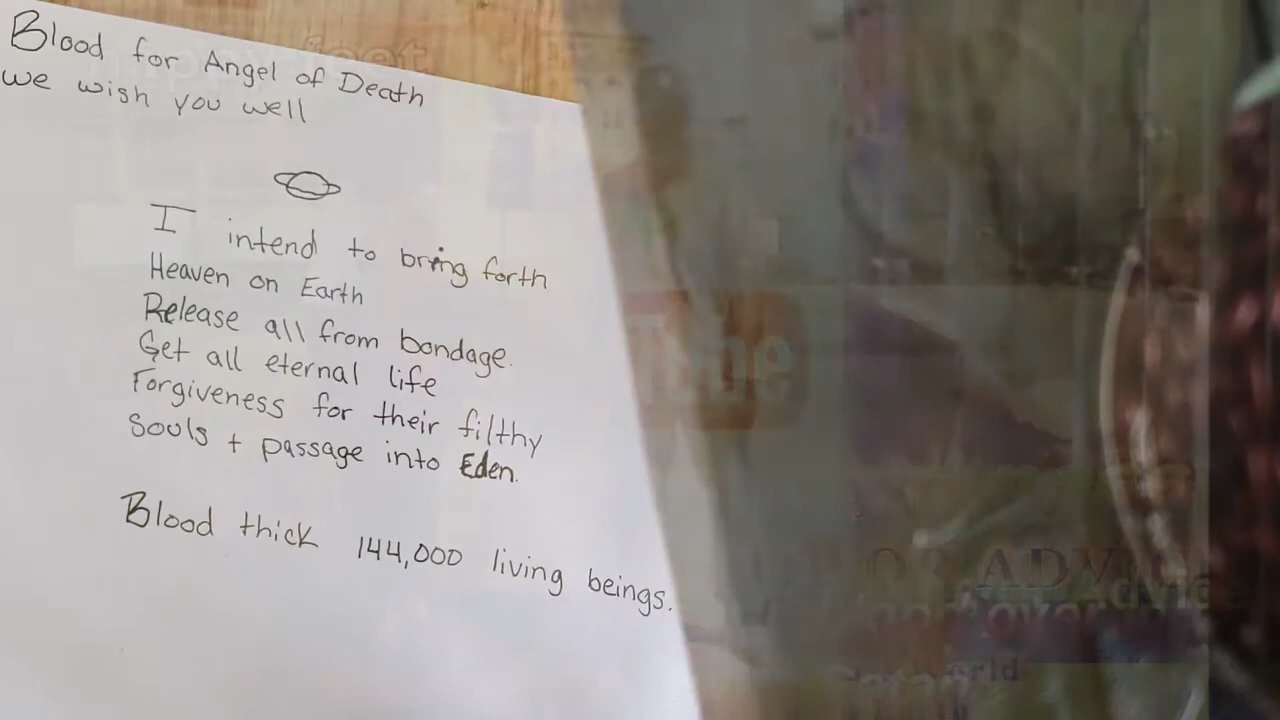 Blood for Angel of Death
we wish you well
I intend to bring forth
Heaven on Earth
Release all from bondage.
Get all eternal life
Forgiveness for their filthy
Souls + passage into Eden.
Blood thick 144,000 living beings.